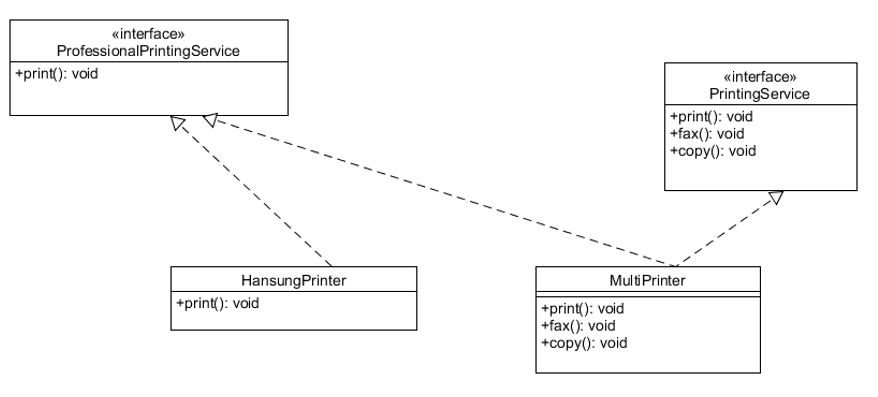 «interface»
ProfessionalPrintingService
+print(): void
«interface»
PrintingService
+print(): void
+fax(): void
+copy(): void
HansungPrinter
+print(): void
MultiPrinter
+print(): void
+fax(): void
+copy(): void